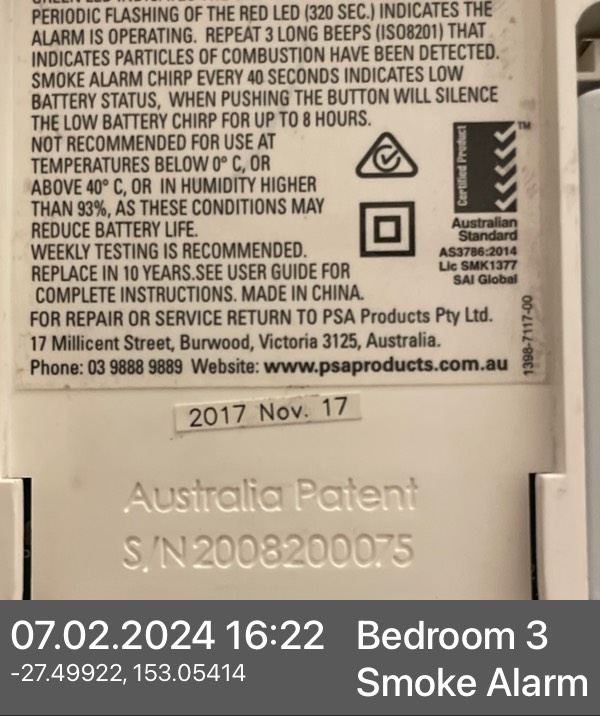 PERIODIC FLASHING OF THE RED LED (320 SEC.) INDICATES THE
ALARM IS OPERATING. REPEAT 3 LONG BEEPS (ISO8201) THAT
INDICATES PARTICLES OF COMBUSTION HAVE BEEN DETECTED.
SMOKE ALARM CHIRP EVERY 40 SECONDS INDICATES LOW
BATTERY STATUS, WHEN PUSHING THE BUTTON WILL SILENCE
THE LOW BATTERY CHIRP FOR UP TO 8 HOURS.
NOT RECOMMENDED FOR USE AT
TEMPERATURES BELOW 0° C, OR
ABOVE 40° C, OR IN HUMIDITY HIGHER
THAN 93%, AS THESE CONDITIONS MAY
REDUCE BATTERY LIFE.
WEEKLY TESTING IS RECOMMENDED.
REPLACE IN 10 YEARS.SEE USER GUIDE FOR
COMPLETE INSTRUCTIONS. MADE IN CHINA.
Certified Product
TM
Australian
Standard
AS3786:2014
Lic SMK1377
SAI Global
FOR REPAIR OR SERVICE RETURN TO PSA Products Pty Ltd.
17 Millicent Street, Burwood, Victoria 3125, Australia.
Phone: 03 9888 9889 Website: www.psaproducts.com.au
1398-7117-00
2017 Nov. 17
Australia Patent
S/N2008200075
07.02.2024 16:22
-27.49922, 153.05414
Bedroom 3
Smoke Alarm